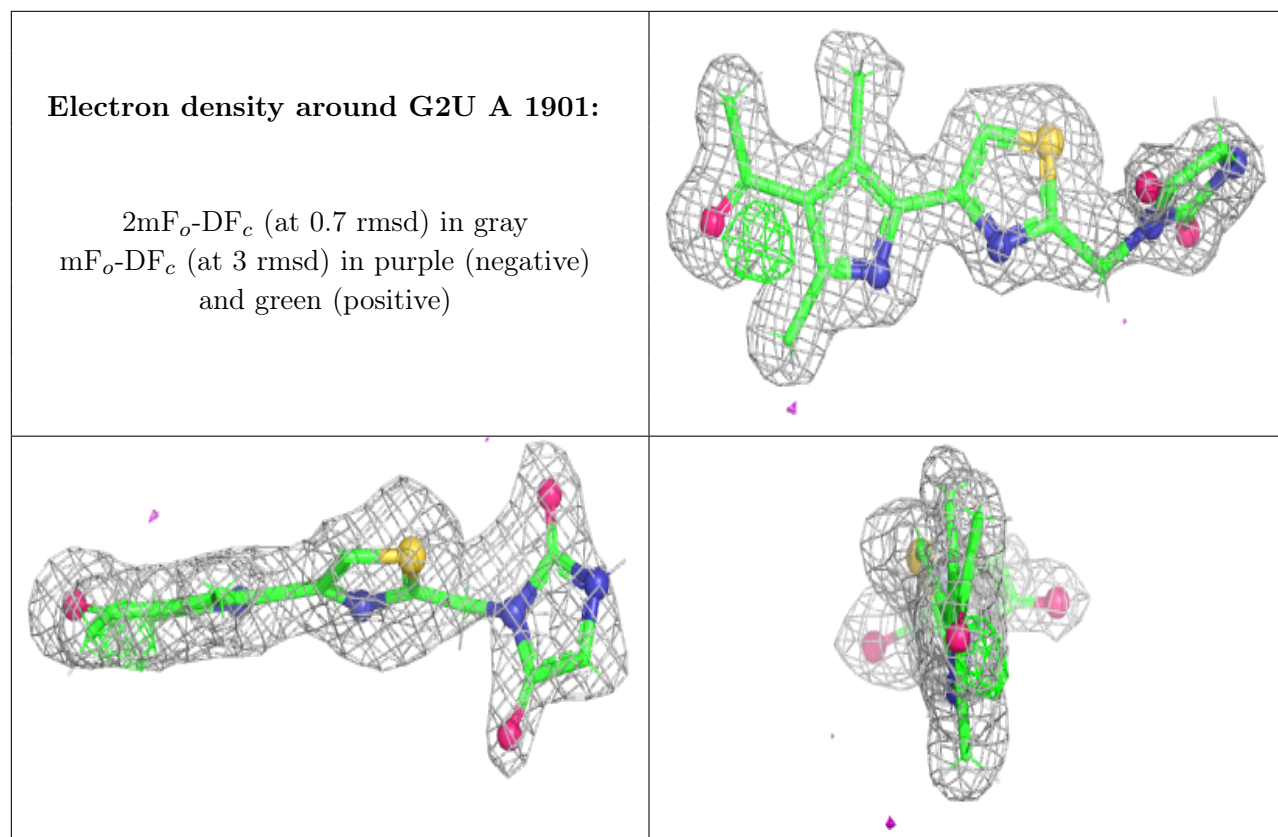 Electron density around G2U A 1901:
2mFₒ-DF𝒸 (at 0.7 rmsd) in gray
mFₒ-DF𝒸 (at 3 rmsd) in purple (negative)
and green (positive)